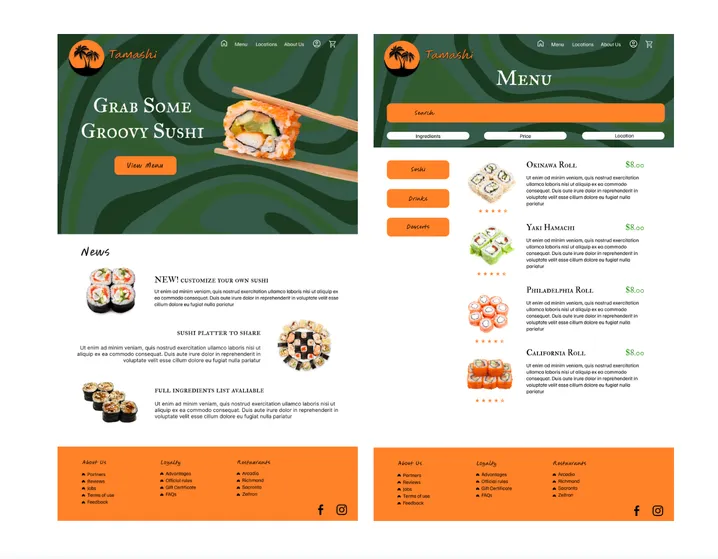 Tamashi
Menu Locations About Us
Grab Some
Groovy Sushi
View Menu
News
NEW! customize your own sushi
Ut enim ad minim veniam, quis nostrud exercitation ullamco laboris nisi ut
ea commodo consequat. Duis aute irure dolor in reprehenderit in voluptate velit esse
cillum dolore eu fugiat nulla pariatur
sushi platter to share
Ut enim ad minim veniam, quis nostrud exercitation ullamco laboris nisi ut
aliquip ex ea commodo consequat. Duis aute irure dolor in reprehenderit in
voluptate velit esse cillum dolore eu fugiat nulla pariatur
full ingredients list avaliable
Ut enim ad minim veniam, quis nostrud exercitation ullamco laboris nisi ut
aliquip ex ea commodo consequat. Duis aute irure dolor in reprehenderit in
voluptate velit esse cillum dolore eu fugiat nulla pariatur
About Us
Partners
Reviews
Jobs
Terms of use
Feedback
Loyalty
Advantages
Official rules
Gift Certificate
FAQs
Restaurants
Arcadia
Richmond
Sacronto
Zefron
Tamashi
Menu Locations About Us
Menu
Search
Ingredients Price Location
Sushi
Drinks
Desserts
Okinawa Roll $8.00
Ut enim ad minim veniam, quis nostrud exercitation
ullamco laboris nisi ut aliquip ex ea commodo
consequat. Duis aute irure dolor in reprehenderit in
voluptate velit esse cillum dolore eu fugiat nulla
pariatur
Yaki Hamachi $8.00
Ut enim ad minim veniam, quis nostrud exercitation
ullamco laboris nisi ut aliquip ex ea commodo
consequat. Duis aute irure dolor in reprehenderit in
voluptate velit esse cillum dolore eu fugiat nulla
pariatur
Philadelphia Roll $8.00
Ut enim ad minim veniam, quis nostrud exercitation
ullamco laboris nisi ut aliquip ex ea commodo
consequat. Duis aute irure dolor in reprehenderit in
voluptate velit esse cillum dolore eu fugiat nulla
pariatur
California Roll $8.00
Ut enim ad minim veniam, quis nostrud exercitation
ullamco laboris nisi ut aliquip ex ea commodo
consequat. Duis aute irure dolor in reprehenderit in
voluptate velit esse cillum dolore eu fugiat nulla
pariatur
About Us
Partners
Reviews
Jobs
Terms of use
Feedback
Loyalty
Advantages
Official rules
Gift Certificate
FAQs
Restaurants
Arcadia
Richmond
Sacronto
Zefron